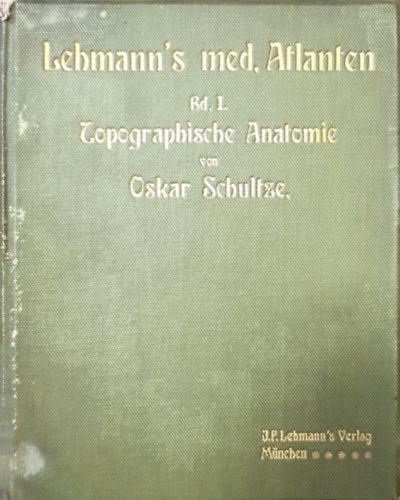 Lehmann's med. Atlanten
Bd. I.
Topographische Anatomie
von
Oskar Schultze.
J.F. Lehmann's Verlag
München